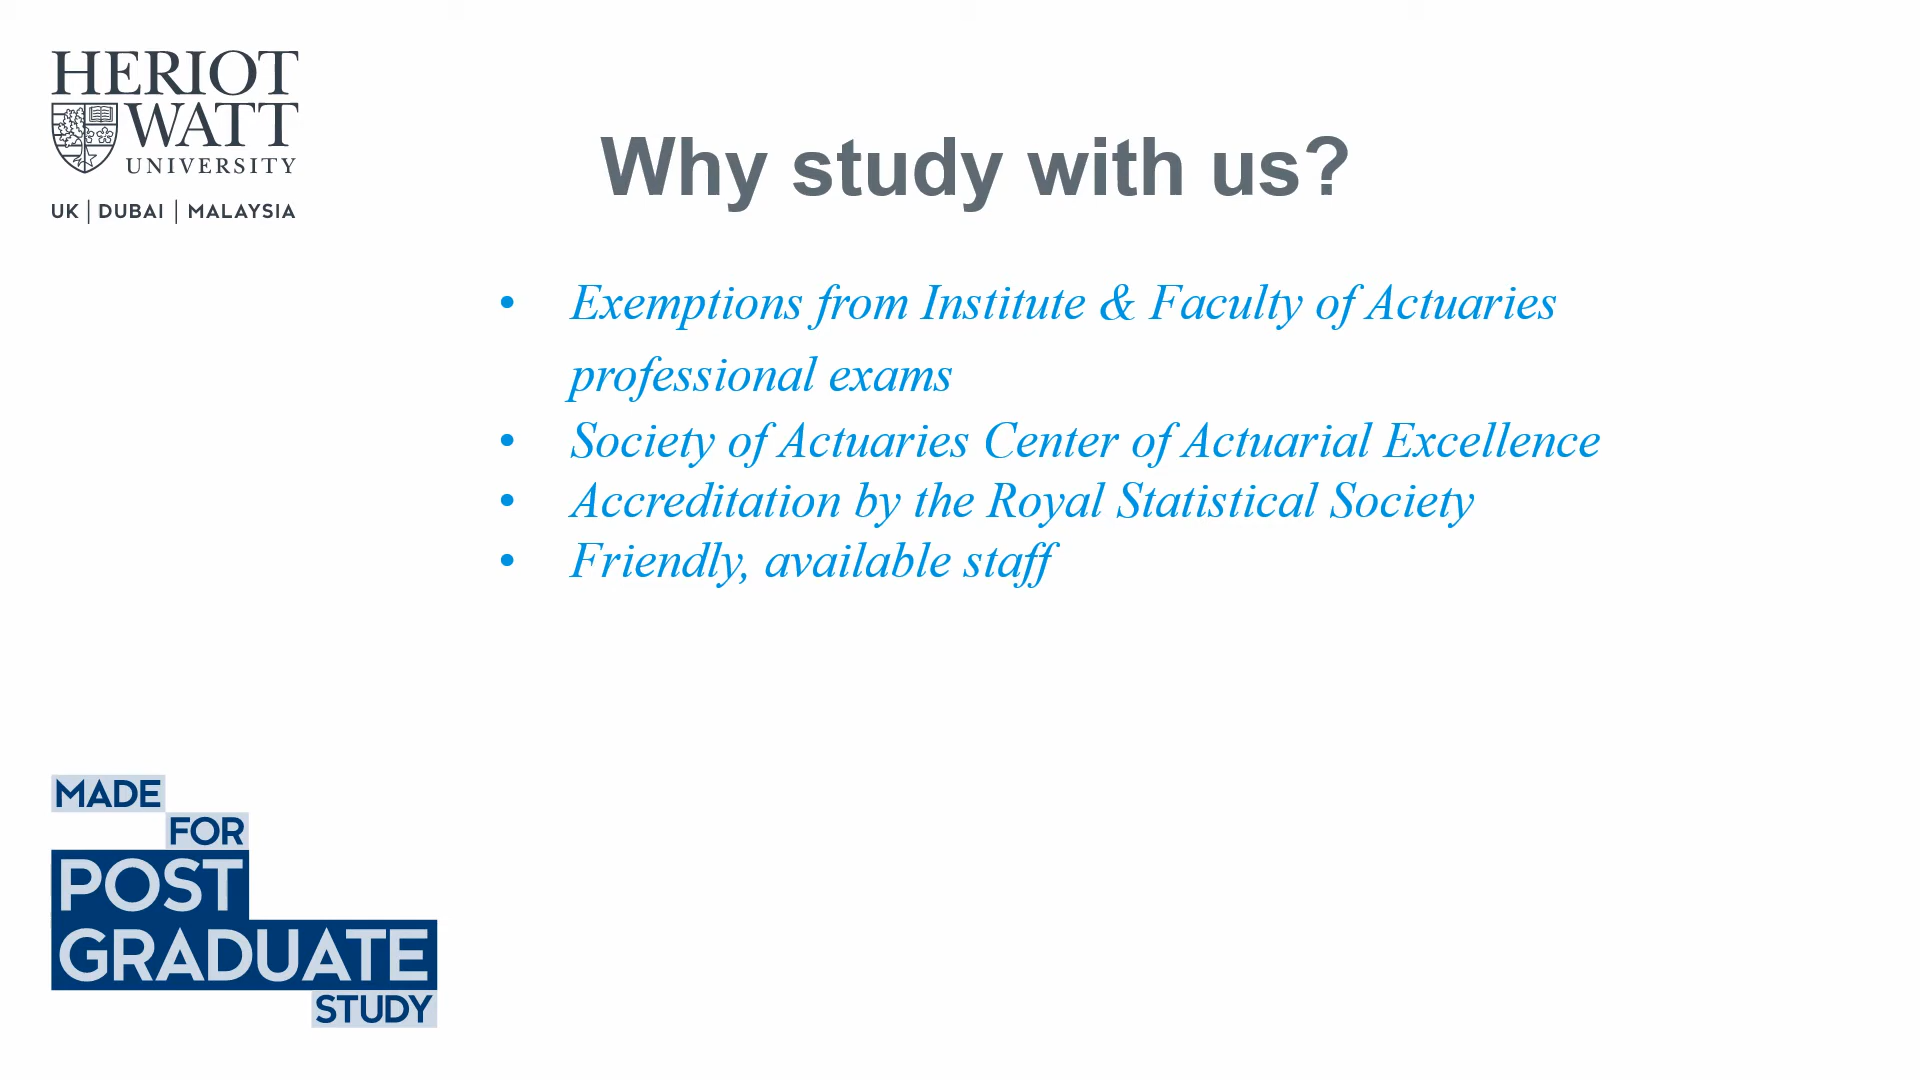 HERIOT
WATT
UNIVERSITY
UK | DUBAI | MALAYSIA
Why study with us?
• Exemptions from Institute & Faculty of Actuaries
professional exams
• Society of Actuaries Center of Actuarial Excellence
• Accreditation by the Royal Statistical Society
• Friendly, available staff
MADE
FOR
POST
GRADUATE
STUDY